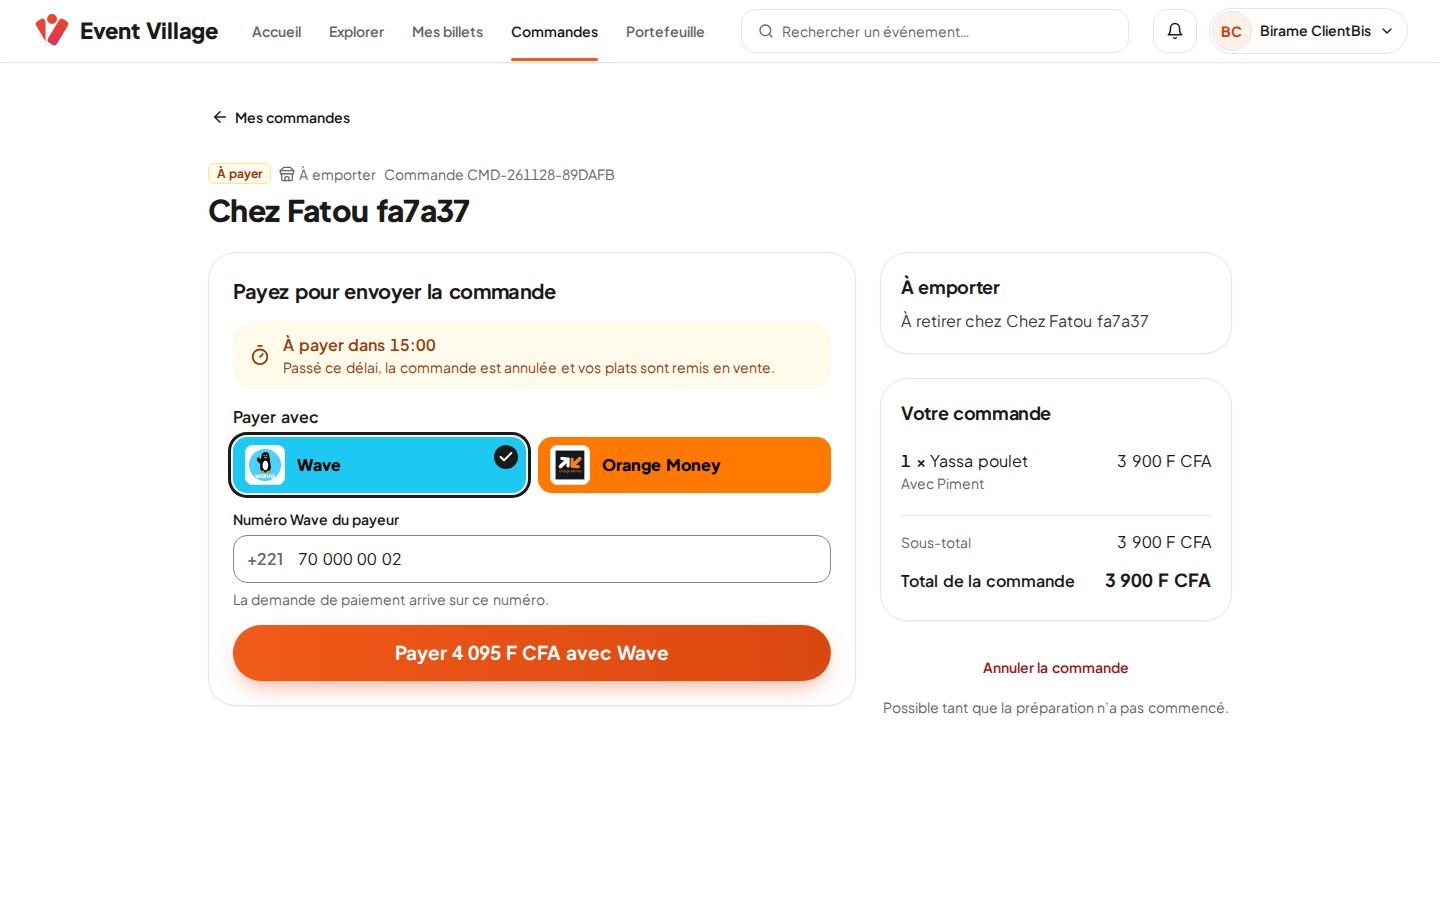 Event Village
Accueil
Explorer
Mes billets
Commandes
Portefeuille
Rechercher un événement...
BC
Birame ClientBis
Mes commandes
À payer
À emporter
Commande CMD-261128-89DAFB
Chez Fatou fa7a37
Payez pour envoyer la commande
À payer dans 15:00
Passé ce délai, la commande est annulée et vos plats sont remis en vente.
Payer avec
Wave
Orange Money
Numéro Wave du payeur
+221 70 000 00 02
La demande de paiement arrive sur ce numéro.
Payer 4 095 F CFA avec Wave
À emporter
À retirer chez Chez Fatou fa7a37
Votre commande
1 × Yassa poulet 3 900 F CFA
Avec Piment
Sous-total 3 900 F CFA
Total de la commande 3 900 F CFA
Annuler la commande
Possible tant que la préparation n'a pas commencé.